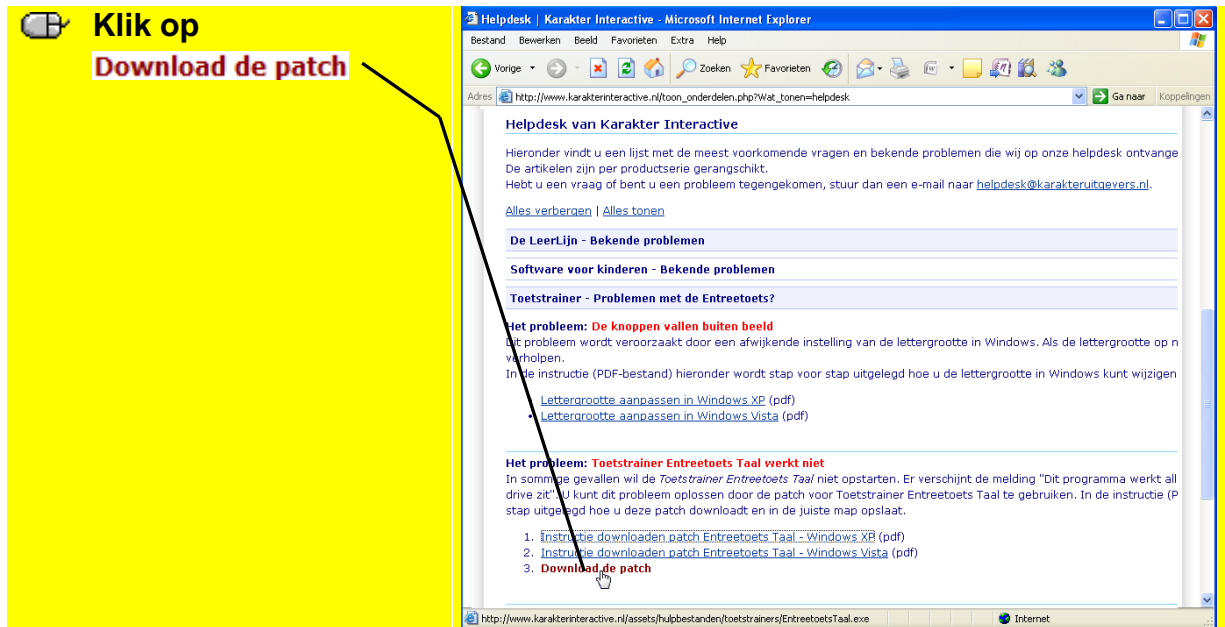 Klik op
Download de patch
Helpdesk | Karakter Interactive - Microsoft Internet Explorer
Bestand Bewerken Beeld Favorieten Extra Help
Vorige Zoeken Favorieten
Adres http://www.karakterinteractive.nl/toon_onderdelen.php?Wat_tonen=helpdesk Ga naar Koppelingen
Helpdesk van Karakter Interactive
Hieronder vindt u een lijst met de meest voorkomende vragen en bekende problemen die wij op onze helpdesk ontvange
De artikelen zijn per productserie gerangschikt.
Hebt u een vraag of bent u een probleem tegengekomen, stuur dan een e-mail naar helpdesk@karakteruitgevers.nl.
Alles verbergen | Alles tonen
De LeerLijn - Bekende problemen
Software voor kinderen - Bekende problemen
Toetstrainer - Problemen met de Entreetoets?
Het probleem: De knoppen vallen buiten beeld
Dit probleem wordt veroorzaakt door een afwijkende instelling van de lettergrootte in Windows. Als de lettergrootte op n
verholpen.
In de instructie (PDF-bestand) hieronder wordt stap voor stap uitgelegd hoe u de lettergrootte in Windows kunt wijzigen
Lettergrootte aanpassen in Windows XP (pdf)
• Lettergrootte aanpassen in Windows Vista (pdf)
Het probleem: Toetstrainer Entreetoets Taal werkt niet
In sommige gevallen wil de Toetstrainer Entreetoets Taal niet opstarten. Er verschijnt de melding "Dit programma werkt all
drive zit". U kunt dit probleem oplossen door de patch voor Toetstrainer Entreetoets Taal te gebruiken. In de instructie (P
stap uitgelegd hoe u deze patch downloadt en in de juiste map opslaat.
1. Instructie downloaden patch Entreetoets Taal - Windows XP (pdf)
2. Instructie downloaden patch Entreetoets Taal - Windows Vista (pdf)
3. Download de patch
http://www.karakterinteractive.nl/assets/hulpbestanden/toetstrainers/EntreetoetsTaal.exe Internet